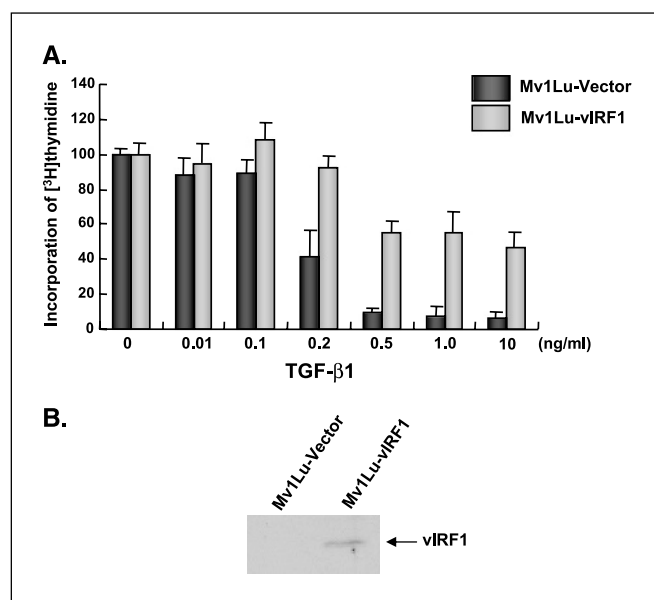 A.
140
120
100
80
60
40
20
0
Incorporation of [³H]thymidine
Mv1Lu-Vector
Mv1Lu-vIRF1
0 0.01 0.1 0.2 0.5 1.0 10 (ng/ml)
TGF-β1
B.
Mv1Lu-Vector
Mv1Lu-vIRF1
vIRF1